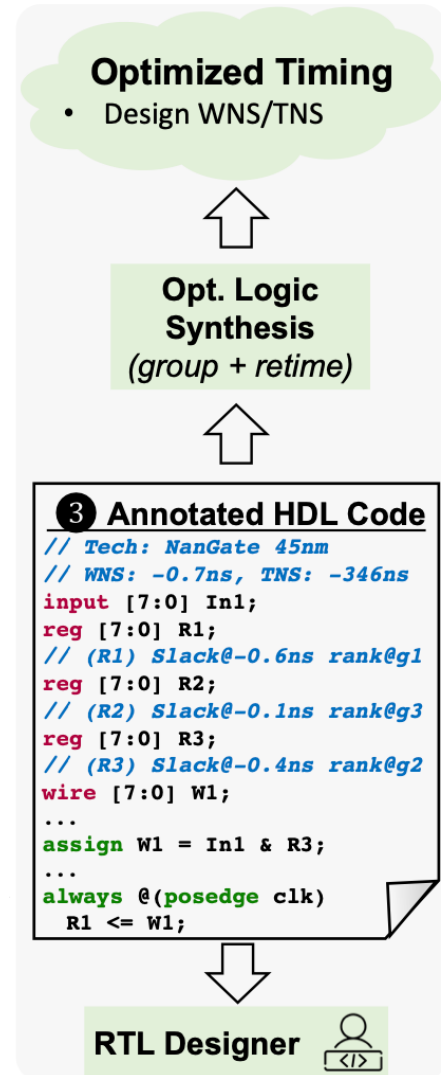 Optimized Timing
• Design WNS/TNS
Opt. Logic
Synthesis
(group + retime)
3 Annotated HDL Code
// Tech: NanGate 45nm
// WNS: -0.7ns, TNS: -346ns
input [7:0] In1;
reg [7:0] R1;
// (R1) Slack@-0.6ns rank@g1
reg [7:0] R2;
// (R2) Slack@-0.1ns rank@g3
reg [7:0] R3;
// (R3) Slack@-0.4ns rank@g2
wire [7:0] W1;
...
assign W1 = In1 & R3;
...
always @(posedge clk)
R1 <= W1;
RTL Designer
</>